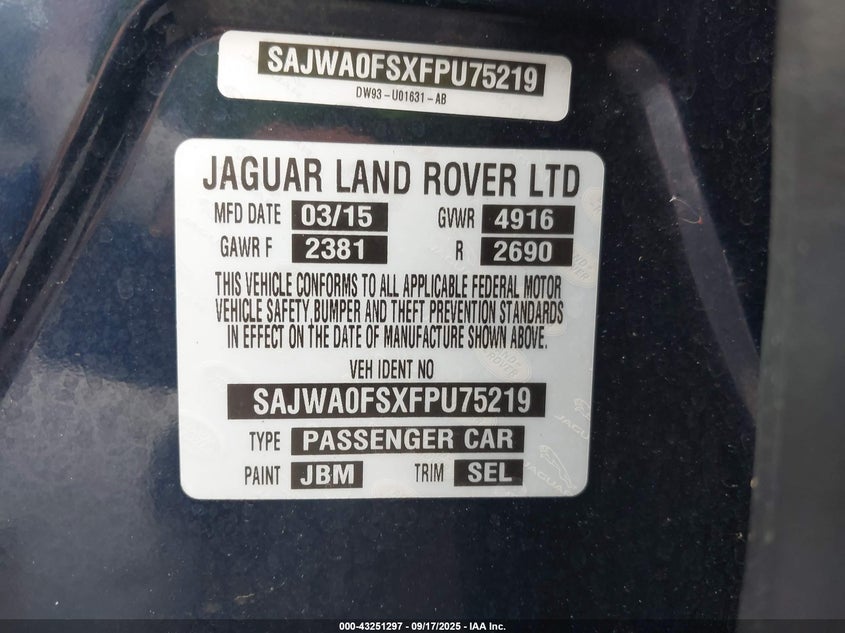 SAJWA0FSXFPU75219
DW93-U01631-AB
JAGUAR LAND ROVER LTD
MFD DATE 03/15 GVWR 4916
GAWR F 2381 R 2690
THIS VEHICLE CONFORMS TO ALL APPLICABLE FEDERAL MOTOR
VEHICLE SAFETY,BUMPER AND THEFT PREVENTION STANDARDS
IN EFFECT ON THE DATE OF MANUFACTURE SHOWN ABOVE.
VEH IDENT NO
SAJWA0FSXFPU75219
TYPE PASSENGER CAR
PAINT JBM TRIM SEL
JAGUAR
000-43251297 - 09/17/2025 - IAA Inc.